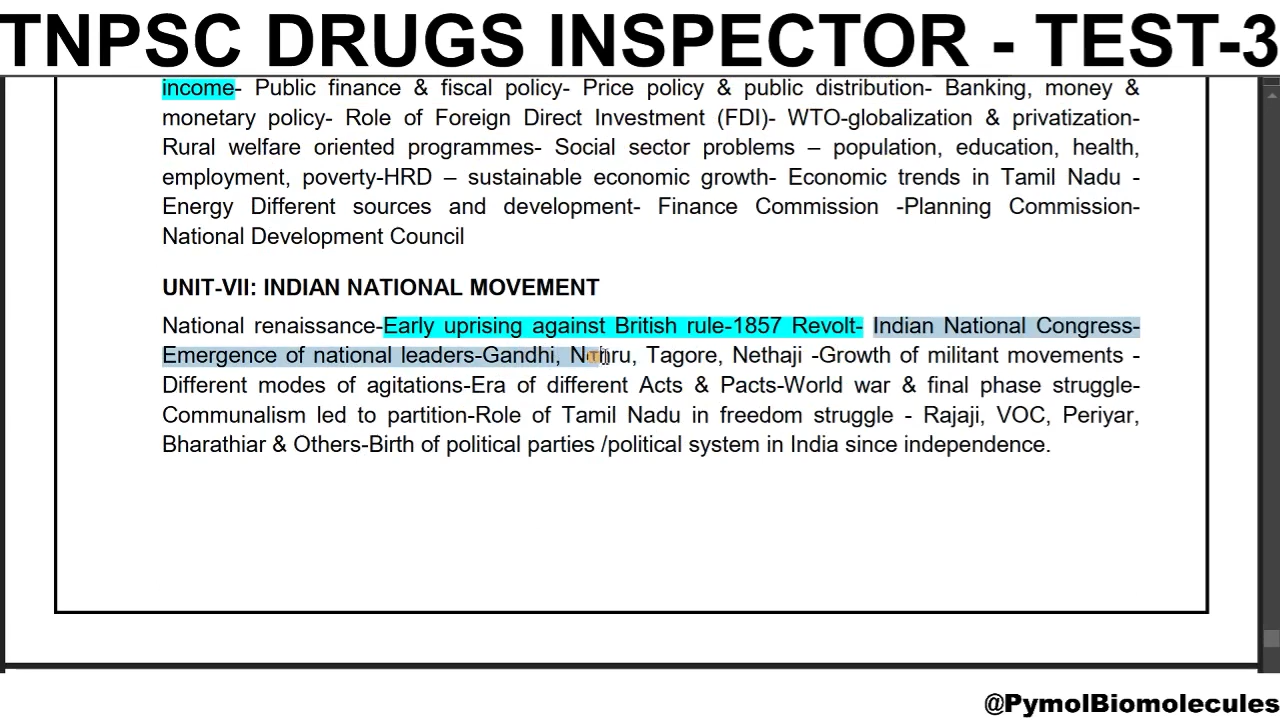 TNPSC DRUGS INSPECTOR - TEST-3
income- Public finance & fiscal policy- Price policy & public distribution- Banking, money &
monetary policy- Role of Foreign Direct Investment (FDI)- WTO-globalization & privatization-
Rural welfare oriented programmes- Social sector problems – population, education, health,
employment, poverty-HRD – sustainable economic growth- Economic trends in Tamil Nadu -
Energy Different sources and development- Finance Commission -Planning Commission-
National Development Council
UNIT-VII: INDIAN NATIONAL MOVEMENT
National renaissance-Early uprising against British rule-1857 Revolt- Indian National Congress-
Emergence of national leaders-Gandhi, Nehru, Tagore, Nethaji -Growth of militant movements -
Different modes of agitations-Era of different Acts & Pacts-World war & final phase struggle-
Communalism led to partition-Role of Tamil Nadu in freedom struggle - Rajaji, VOC, Periyar,
Bharathiar & Others-Birth of political parties /political system in India since independence.
@PymolBiomolecules